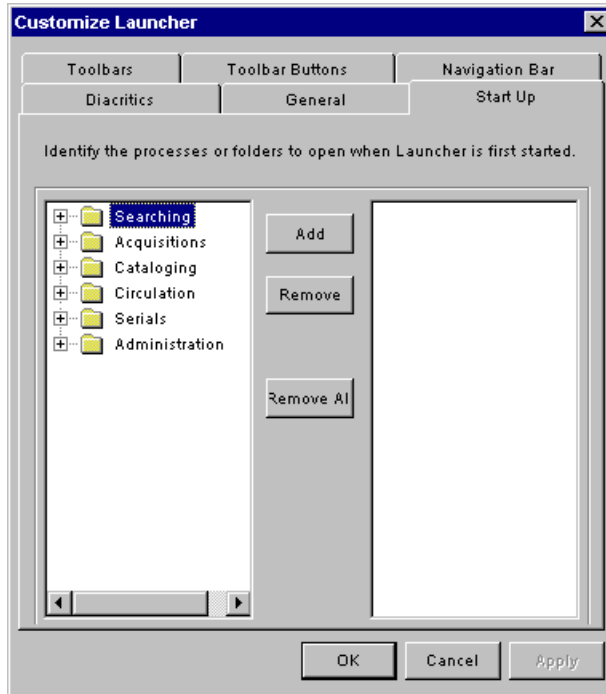 Customize Launcher
Toolbars Toolbar Buttons Navigation Bar
Diacritics General Start Up
Identify the processes or folders to open when Launcher is first started.
Searching
Acquisitions
Cataloging
Circulation
Serials
Administration
Add
Remove
Remove Al
OK Cancel Apply